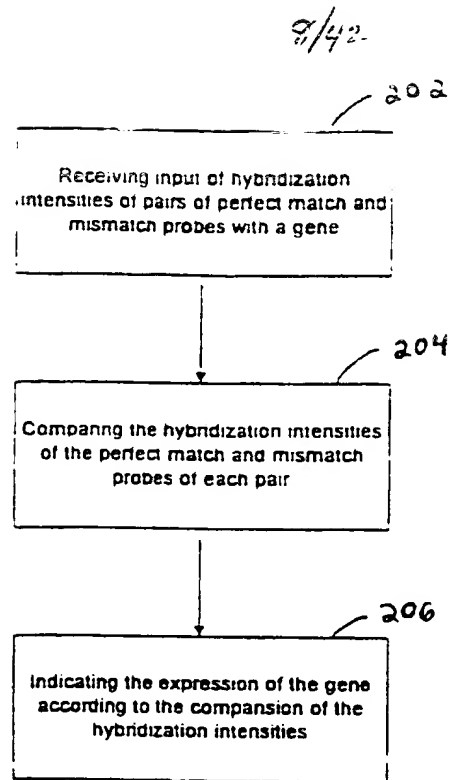 8/42
202
Receiving input of hybridization
intensities of pairs of perfect match and
mismatch probes with a gene
204
Comparing the hybridization intensities
of the perfect match and mismatch
probes of each pair
206
Indicating the expression of the gene
according to the comparison of the
hybridization intensities